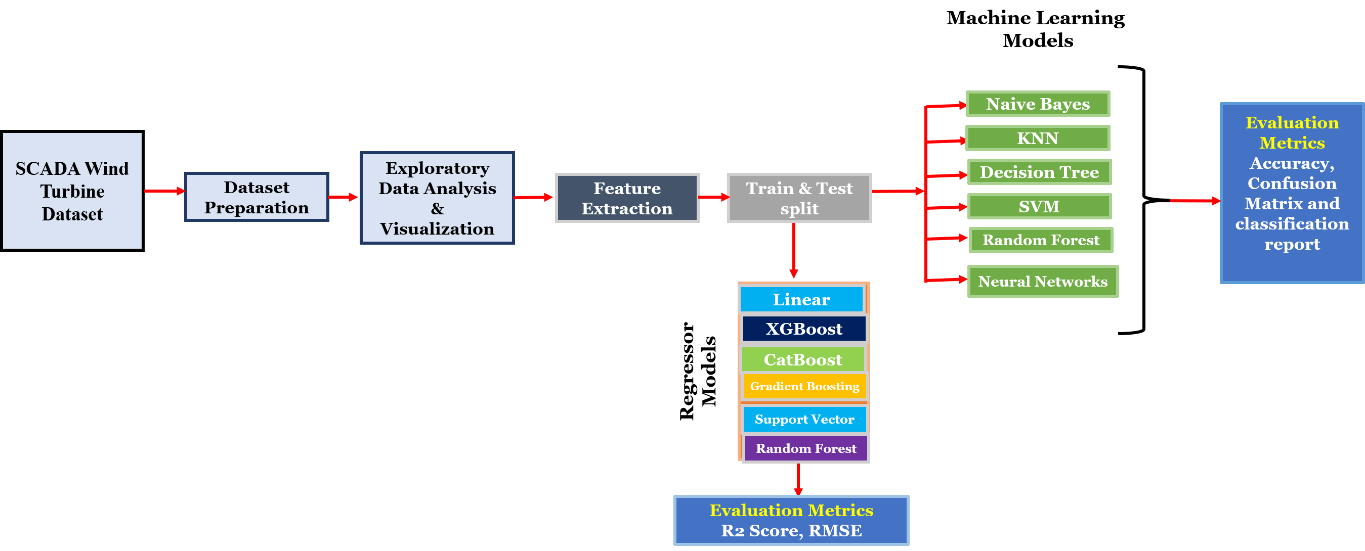 Machine Learning
Models
SCADA Wind
Turbine
Dataset
Dataset
Preparation
Exploratory
Data Analysis
&
Visualization
Feature
Extraction
Train & Test
split
Naive Bayes
KNN
Decision Tree
SVM
Random Forest
Neural Networks
Evaluation
Metrics
Accuracy,
Confusion
Matrix and
classification
report
Regressor
Models
Linear
XGBoost
CatBoost
Gradient Boosting
Support Vector
Random Forest
Evaluation Metrics
R2 Score, RMSE